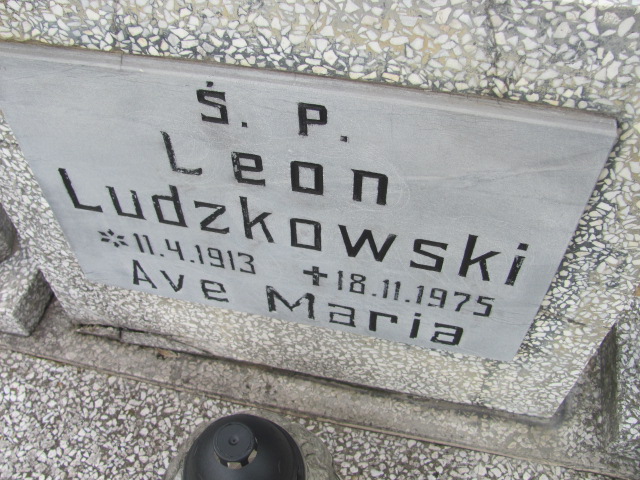 Ś. P.
Leon
Ludzkowski
* 11.4.1913 +18.11.1975
Ave Maria